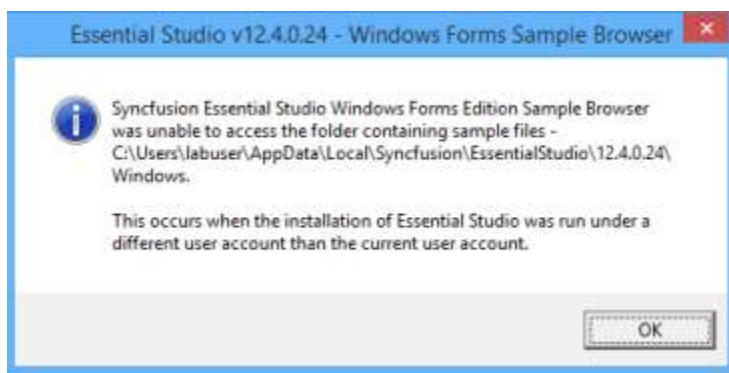 Essential Studio v12.4.0.24 - Windows Forms Sample Browser
Syncfusion Essential Studio Windows Forms Edition Sample Browser
was unable to access the folder containing sample files -
C:\Users\labuser\AppData\Local\Syncfusion\EssentialStudio\12.4.0.24\
Windows.
This occurs when the installation of Essential Studio was run under a
different user account than the current user account.
OK